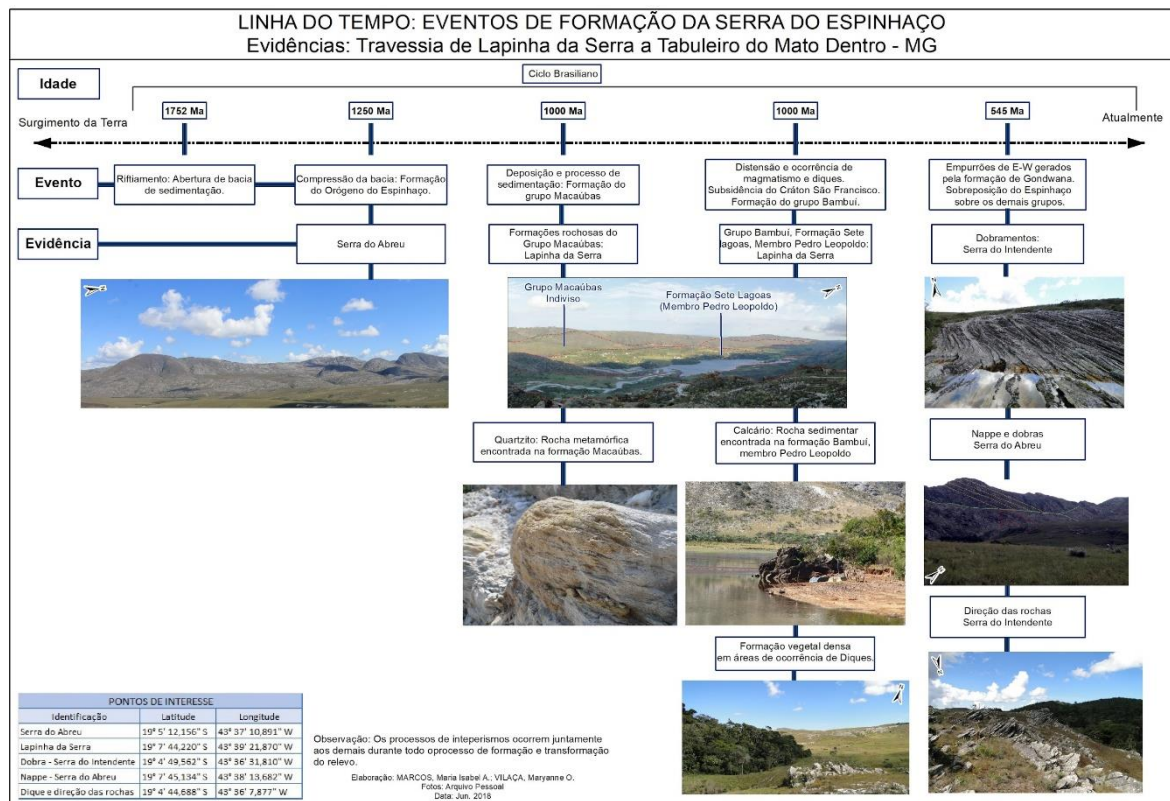 LINHA DO TEMPO: EVENTOS DE FORMAÇÃO DA SERRA DO ESPINHAÇO
Evidências: Travessia de Lapinha da Serra a Tabuleiro do Mato Dentro - MG
Idade
Ciclo Brasiliano
Surgimento da Terra
1752 Ma
1250 Ma
1000 Ma
1000 Ma
545 Ma
Atualmente
Evento
Riftiamento: Abertura de bacia
de sedimentação.
Compressão da bacia: Formação
do Orógeno do Espinhaço.
Deposição e processo de
sedimentação: Formação do
grupo Macaúbas
Distensão e ocorrência de
magmatismo e diques.
Subsidência do Cráton São Francisco.
Formação do grupo Bambuí.
Empurrões de E-W gerados
pela formação de Gondwana.
Sobreposição do Espinhaço
sobre os demais grupos.
Evidência
Serra do Abreu
Formações rochosas do
Grupo Macaúbas:
Lapinha da Serra
Grupo Bambuí, Formação Sete
lagoas, Membro Pedro Leopoldo:
Lapinha da Serra
Dobramentos:
Serra do Intendente
Grupo Macaúbas
Indiviso
Formação Sete Lagoas
(Membro Pedro Leopoldo)
Quartzito: Rocha metamórfica
encontrada na formação Macaúbas.
Calcário: Rocha sedimentar
encontrada na formação Bambuí,
membro Pedro Leopoldo
Nappe e dobras
Serra do Abreu
Formação vegetal densa
em áreas de ocorrência de Diques.
Direção das rochas
Serra do Intendente
PONTOS DE INTERESSE
Identificação Latitude Longitude
Serra do Abreu 19° 5' 12,156" S 43° 37' 10,891" W
Lapinha da Serra 19° 7' 44,220" S 43° 39' 21,870" W
Dobra - Serra do Intendente 19° 4' 49,562" S 43° 36' 31,810" W
Nappe - Serra do Abreu 19° 7' 45,134" S 43° 38' 13,682" W
Dique e direção das rochas 19° 4' 44,688" S 43° 36' 7,877" W
Observação: Os processos de inteperismos ocorrem juntamente
aos demais durante todo oprocesso de formação e transformação
do relevo.
Elaboração: MARCOS, Maria Isabel A.; VILAÇA, Maryanne O.
Fotos: Arquivo Pessoal
Data: Jun. 2018